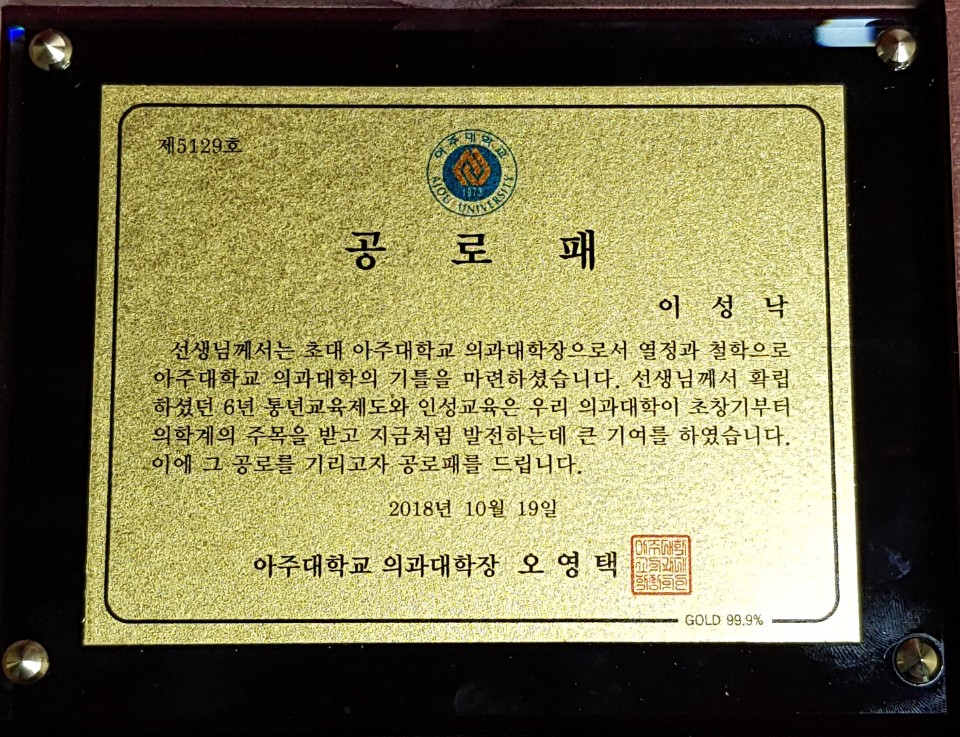 제5129호
아주대학교
1973
AJOU UNIVERSITY
공 로 패
이 성 낙
선생님께서는 초대 아주대학교 의과대학장으로서 열정과 철학으로
아주대학교 의과대학의 기틀을 마련하셨습니다. 선생님께서 확립
하셨던 6년 통년교육제도와 인성교육은 우리 의과대학이 초창기부터
의학계의 주목을 받고 지금처럼 발전하는데 큰 기여를 하였습니다.
이에 그 공로를 기리고자 공로패를 드립니다.
2018년 10월 19일
아주대학교 의과대학장 오 영 택
GOLD 99.9%